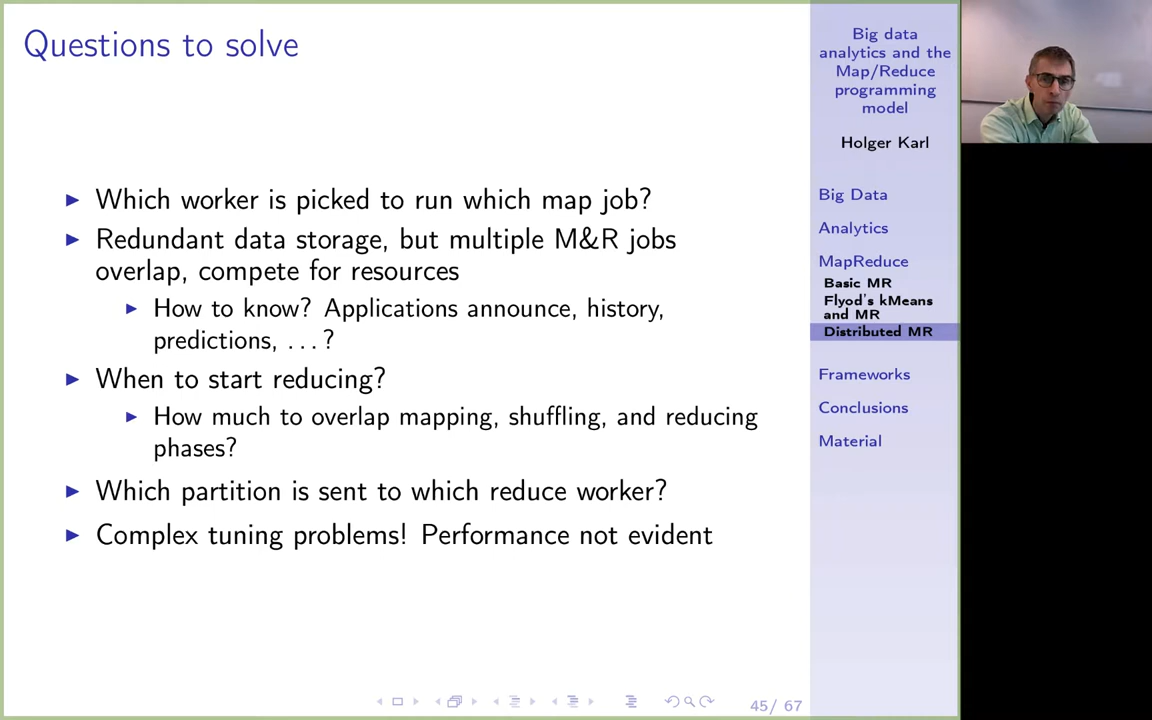 Questions to solve
Which worker is picked to run which map job?
Redundant data storage, but multiple M&R jobs
overlap, compete for resources
How to know? Applications announce, history,
predictions, . . . ?
When to start reducing?
How much to overlap mapping, shuffling, and reducing
phases?
Which partition is sent to which reduce worker?
Complex tuning problems! Performance not evident
45/ 67
Big data
analytics and the
Map/Reduce
programming
model
Holger Karl
Big Data
Analytics
MapReduce
Basic MR
Flyod's kMeans
and MR
Distributed MR
Frameworks
Conclusions
Material